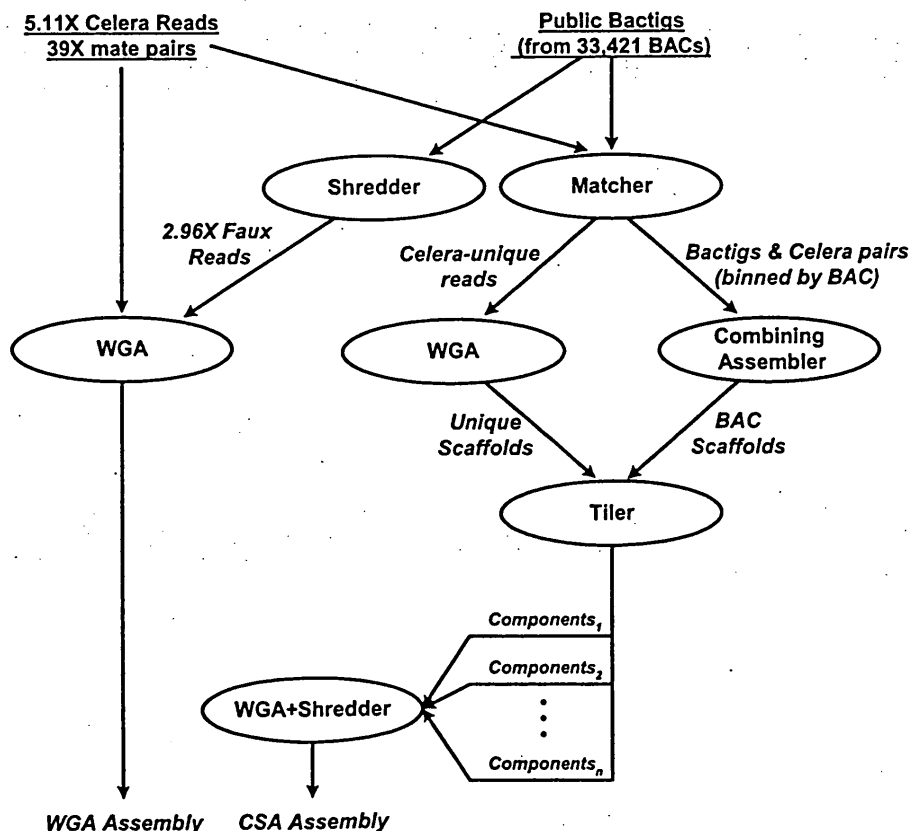 5.11X Celera Reads
39X mate pairs
Public Bactigs
(from 33,421 BACs)
Shredder
Matcher
2.96X Faux
Reads
Celera-unique
reads
Bactigs & Celera pairs
(binned by BAC)
WGA
WGA
Combining
Assembler
Unique
Scaffolds
BAC
Scaffolds
Tiler
Components1
Components2
WGA+Shredder
Componentsn
WGA Assembly
CSA Assembly